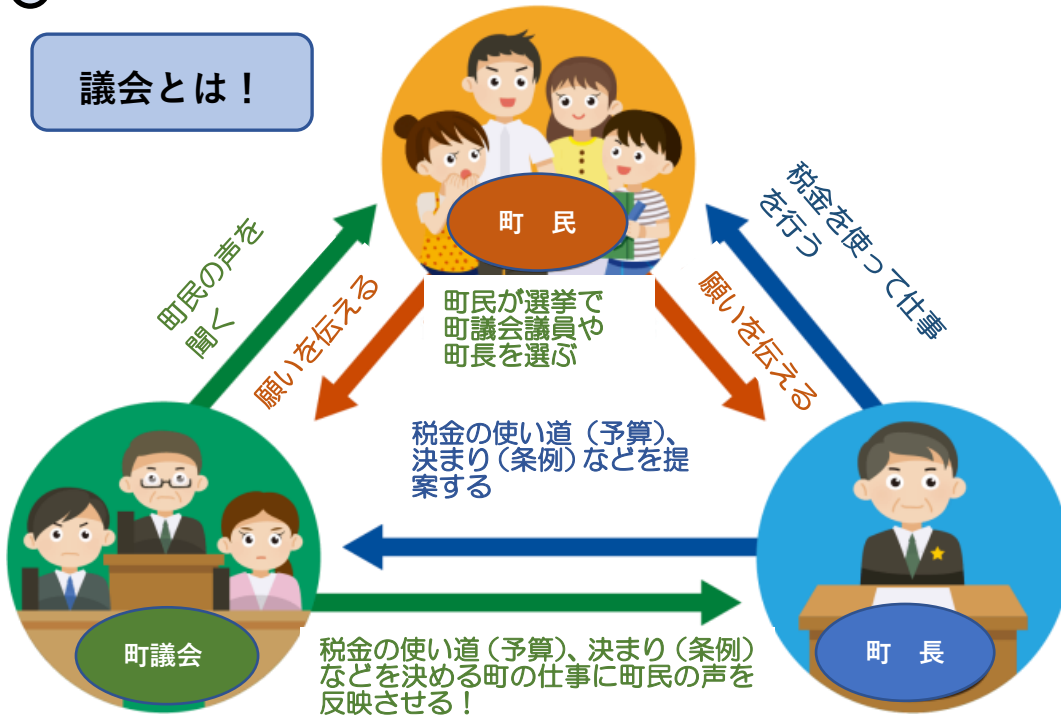 議会とは！
町　民
税金を使って仕事
を行う
町民の声を
聞く
願いを伝える
町民が選挙で
町議会議員や
町長を選ぶ
願いを伝える
税金の使い道（予算）、
決まり（条例）などを提
案する
町議会
町　長
税金の使い道（予算）、決まり（条例）
などを決める町の仕事に町民の声を
反映させる！